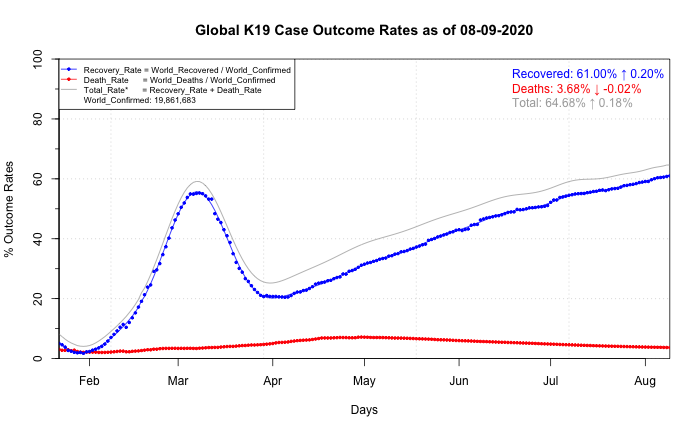 Global K19 Case Outcome Rates as of 08-09-2020
Recovery_Rate = World_Recovered / World_Confirmed
Death_Rate = World_Deaths / World_Confirmed
Total_Rate* = Recovery_Rate + Death_Rate
World_Confirmed: 19,861,683
Recovered: 61.00% ↑ 0.20%
Deaths: 3.68% ↓ -0.02%
Total: 64.68% ↑ 0.18%
% Outcome Rates
100
80
60
40
20
0
Feb Mar Apr May Jun Jul Aug
Days